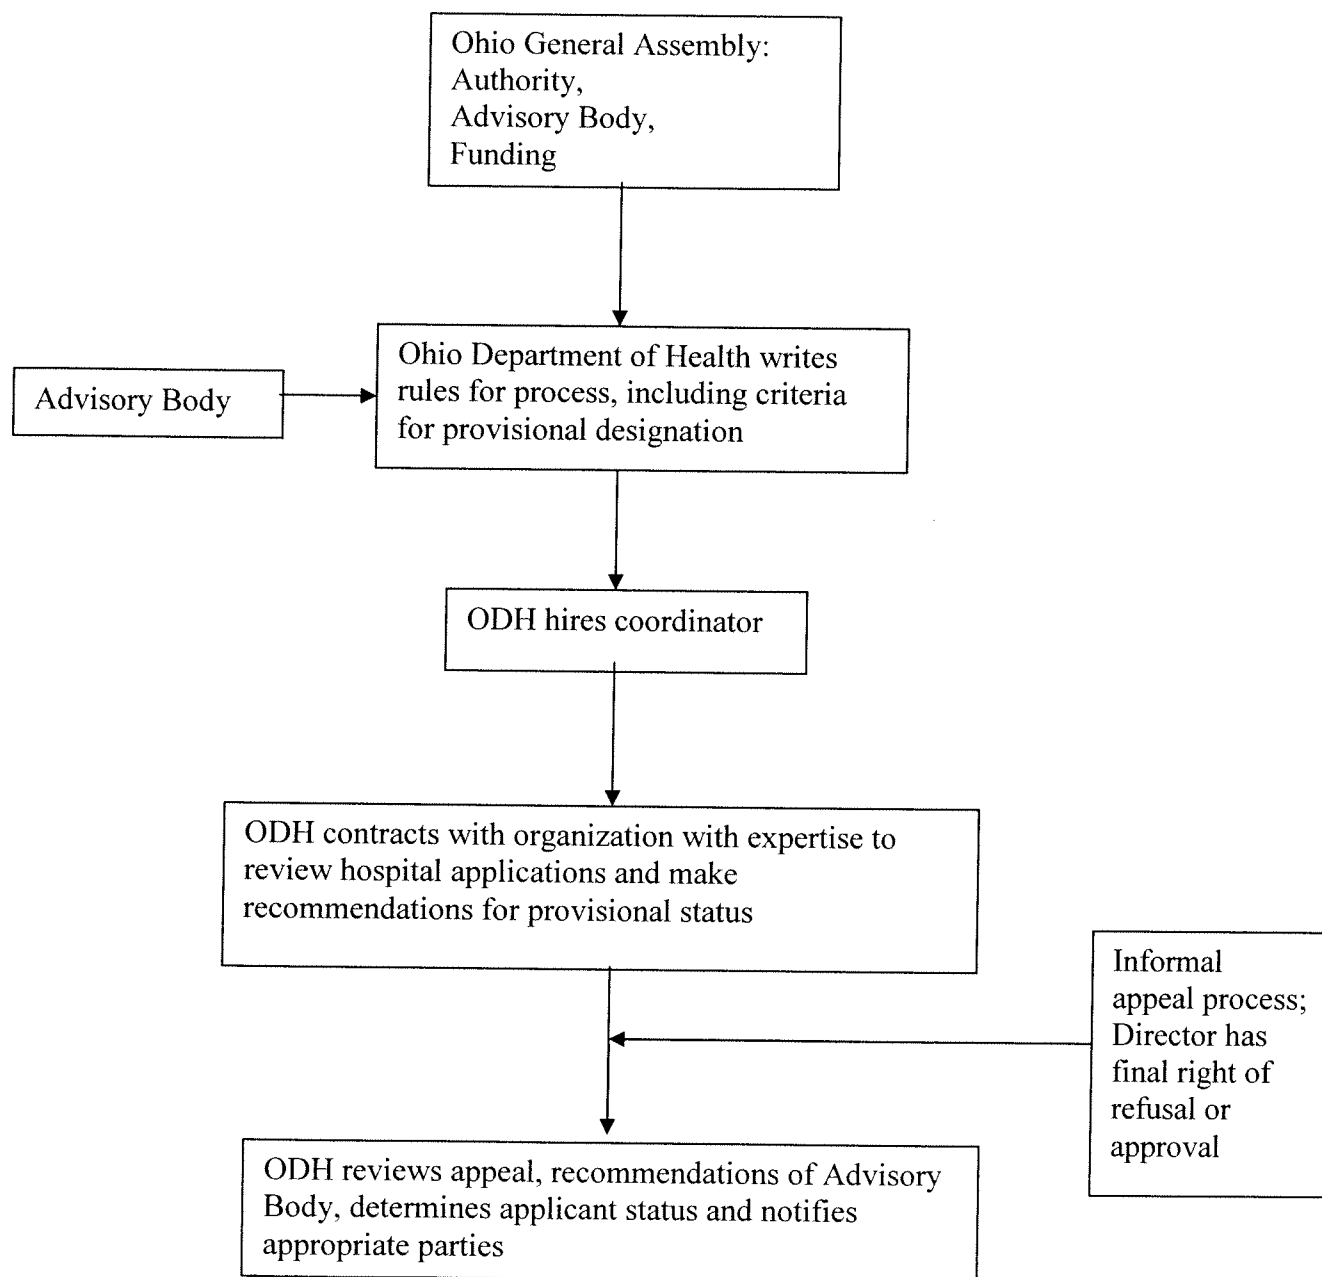 Ohio General Assembly:
Authority,
Advisory Body,
Funding
Advisory Body
Ohio Department of Health writes
rules for process, including criteria
for provisional designation
ODH hires coordinator
ODH contracts with organization with expertise to
review hospital applications and make
recommendations for provisional status
Informal
appeal process;
Director has
final right of
refusal or
approval
ODH reviews appeal, recommendations of Advisory
Body, determines applicant status and notifies
appropriate parties